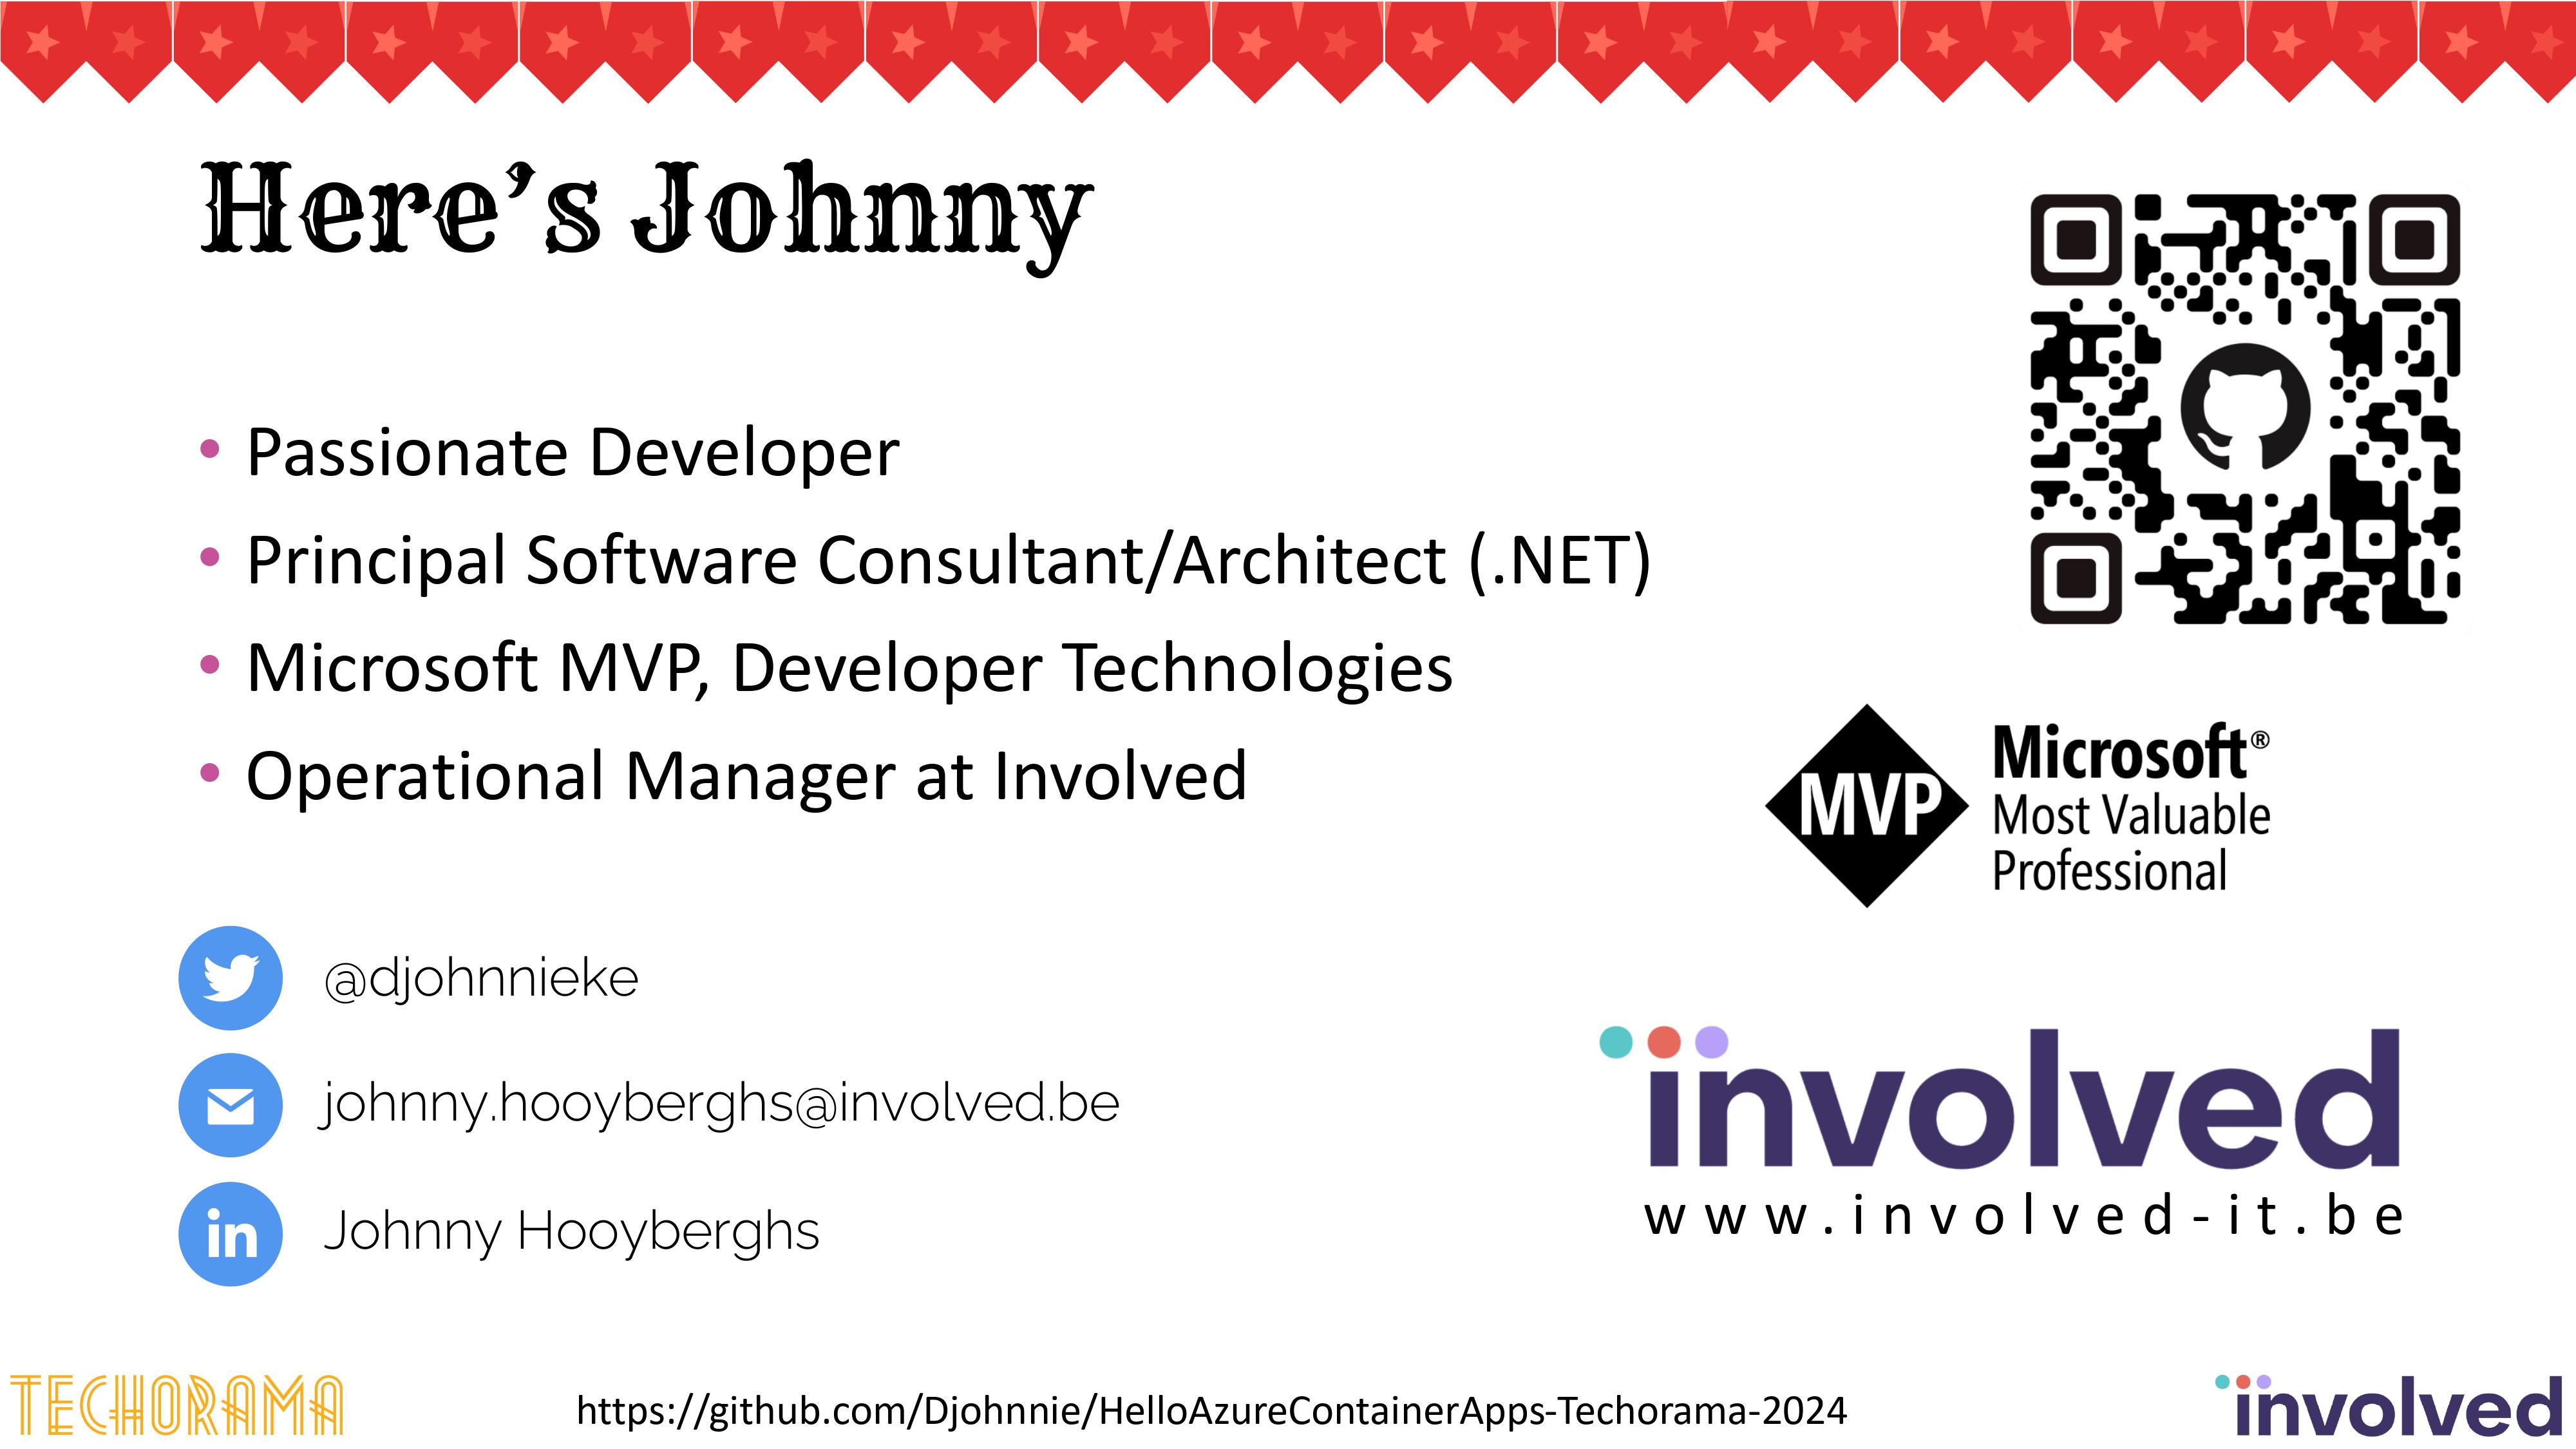 Here’s Johnny
• Passionate Developer
• Principal Software Consultant/Architect (.NET)
• Microsoft MVP, Developer Technologies
• Operational Manager at Involved
MVP
Microsoft®
Most Valuable
Professional
@djohnnieke
johnny.hooyberghs@involved.be
in
Johnny Hooyberghs
involved
www.involved-it.be
TECHORAMA
https://github.com/Djohnnie/HelloAzureContainerApps-Techorama-2024
involved